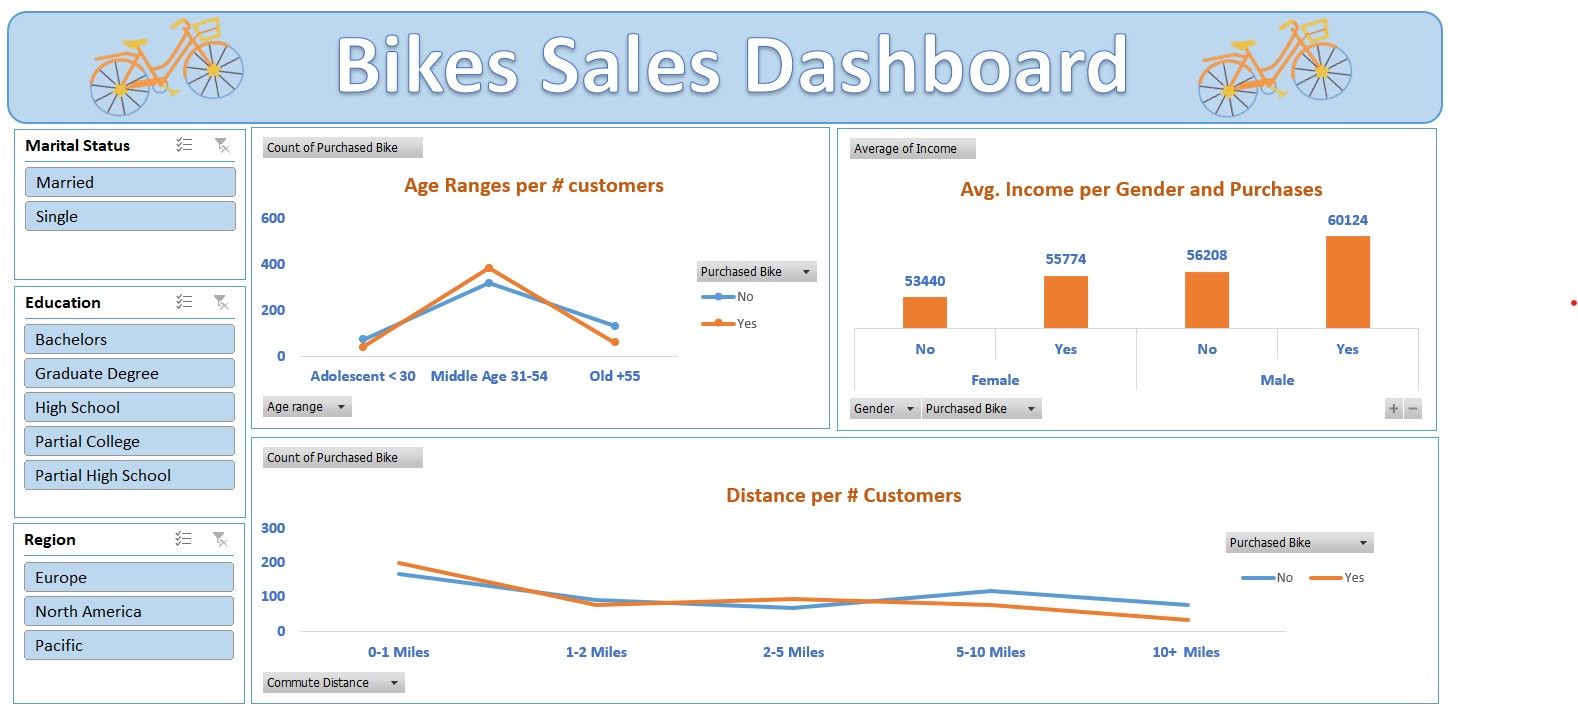 Bikes Sales Dashboard
Marital Status
Married
Single
Education
Bachelors
Graduate Degree
High School
Partial College
Partial High School
Region
Europe
North America
Pacific
Count of Purchased Bike
Age Ranges per # customers
600
400
200
0
Adolescent < 30 Middle Age 31-54 Old +55
Purchased Bike
No
Yes
Age range
Average of Income
Avg. Income per Gender and Purchases
53440
55774
56208
60124
No Yes No Yes
Female Male
Gender Purchased Bike
+ −
Count of Purchased Bike
Distance per # Customers
300
200
100
0
0-1 Miles 1-2 Miles 2-5 Miles 5-10 Miles 10+ Miles
Purchased Bike
No Yes
Commute Distance